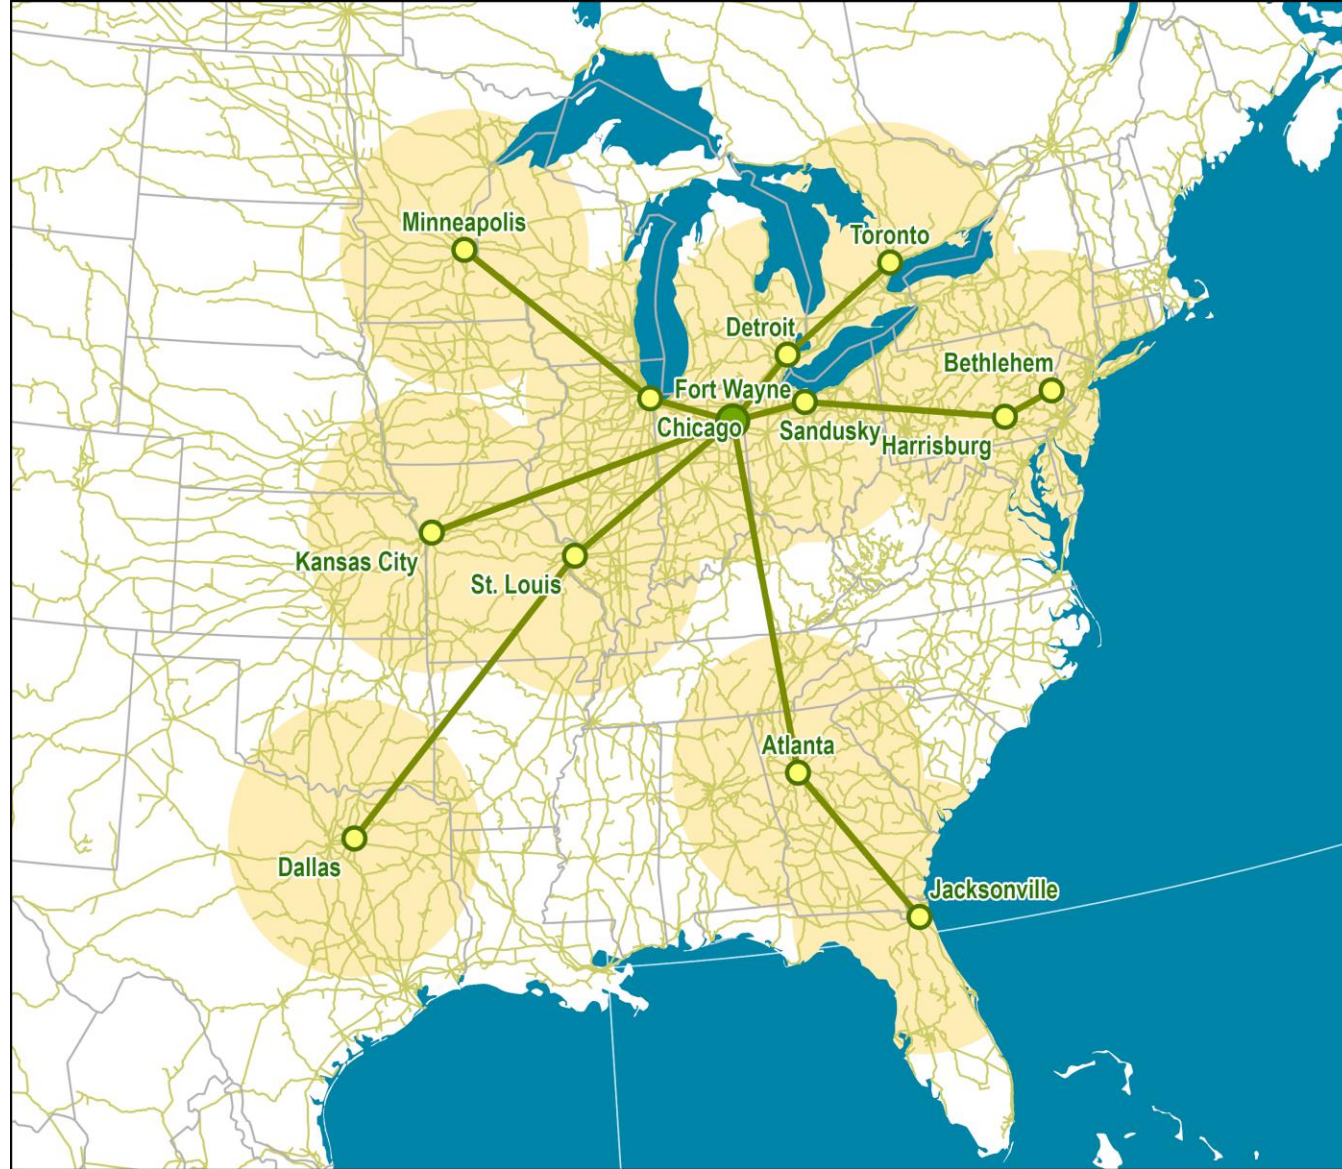 Minneapolis
Toronto
Detroit
Bethlehem
Fort Wayne
Chicago
Sandusky
Harrisburg
Kansas City
St. Louis
Atlanta
Dallas
Jacksonville